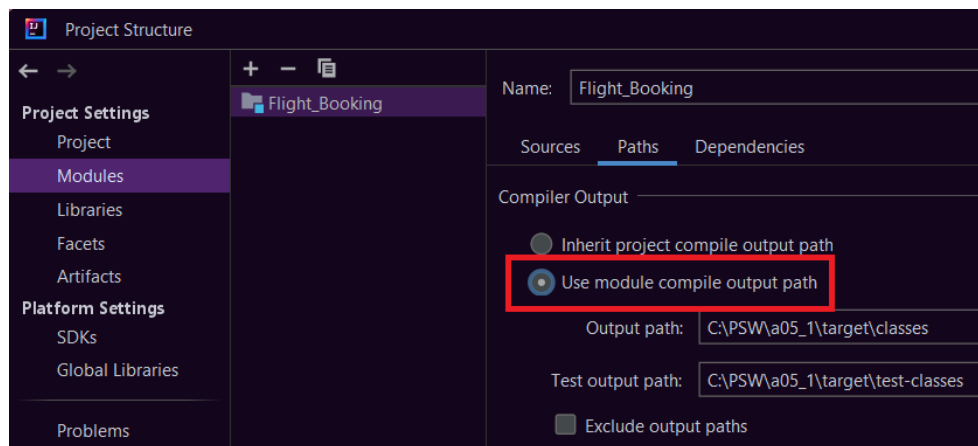 Project Structure
Project Settings
Project
Modules
Libraries
Facets
Artifacts
Platform Settings
SDKs
Global Libraries
Problems
Flight_Booking
Name: Flight_Booking
Sources Paths Dependencies
Compiler Output
Inherit project compile output path
Use module compile output path
Output path: C:\PSW\a05_1\target\classes
Test output path: C:\PSW\a05_1\target\test-classes
Exclude output paths